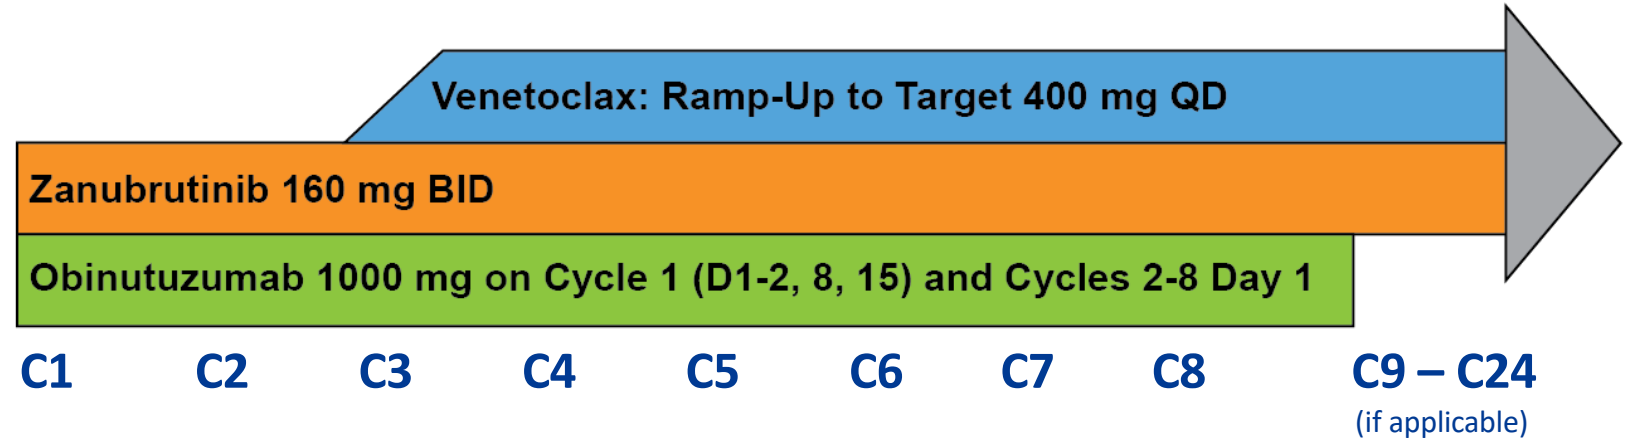 Venetoclax: Ramp-Up to Target 400 mg QD
Zanubrutinib 160 mg BID
Obinutuzumab 1000 mg on Cycle 1 (D1-2, 8, 15) and Cycles 2-8 Day 1
C1 C2 C3 C4 C5 C6 C7 C8 C9 – C24
(if applicable)